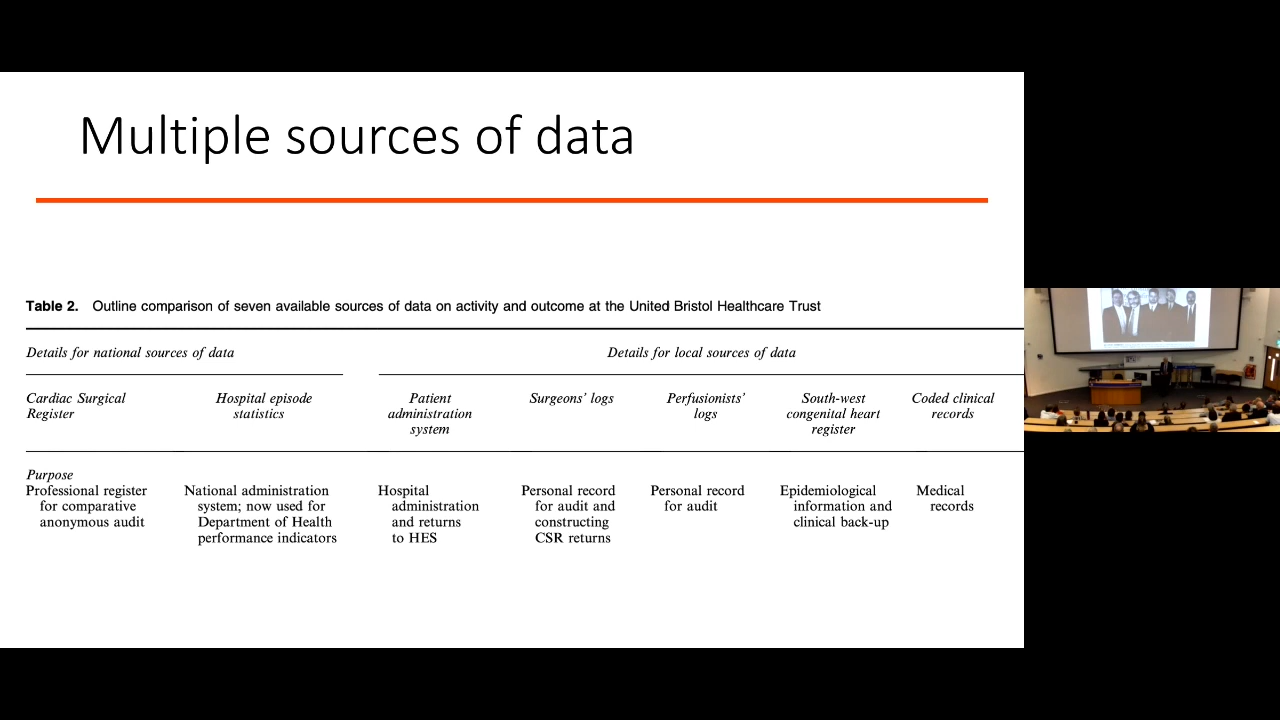 Multiple sources of data
Table 2. Outline comparison of seven available sources of data on activity and outcome at the United Bristol Healthcare Trust
Details for national sources of data
Details for local sources of data
Cardiac Surgical
Register
Hospital episode
statistics
Patient
administration
system
Surgeons' logs
Perfusionists'
logs
South-west
congenital heart
register
Coded clinical
records
Purpose
Professional register
for comparative
anonymous audit
National administration
system; now used for
Department of Health
performance indicators
Hospital
administration
and returns
to HES
Personal record
for audit and
constructing
CSR returns
Personal record
for audit
Epidemiological
information and
clinical back-up
Medical
records